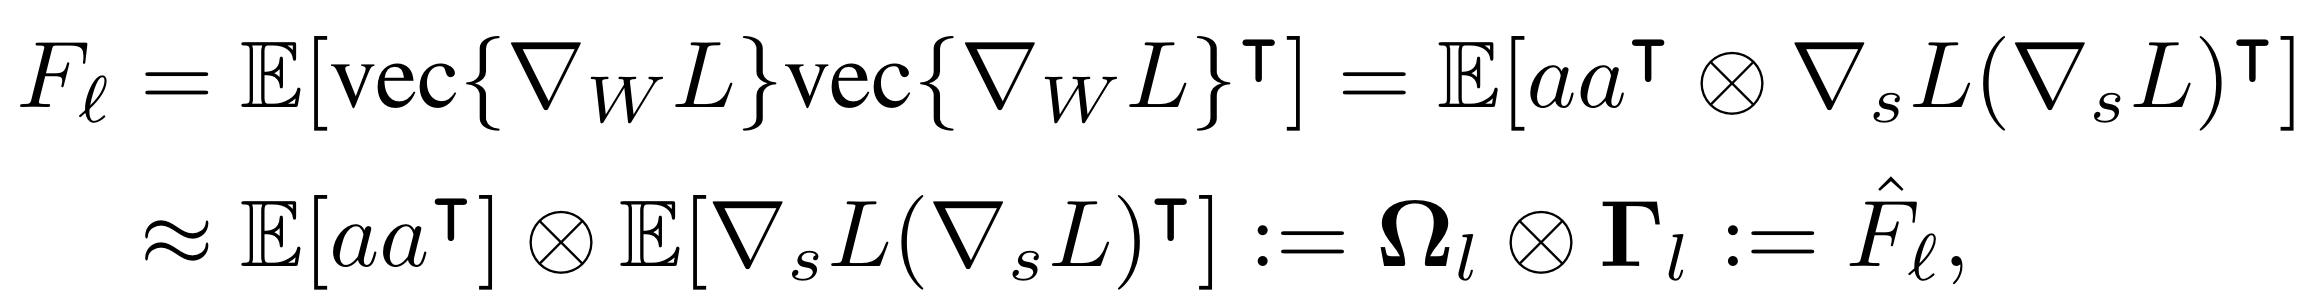 F_ℓ = 𝔼[vec{∇_W L}vec{∇_W L}^⊤] = 𝔼[aa^⊤ ⊗ ∇_s L(∇_s L)^⊤]
≈ 𝔼[aa^⊤] ⊗ 𝔼[∇_s L(∇_s L)^⊤] := 𝛀_l ⊗ 𝚪_l := F̂_ℓ,